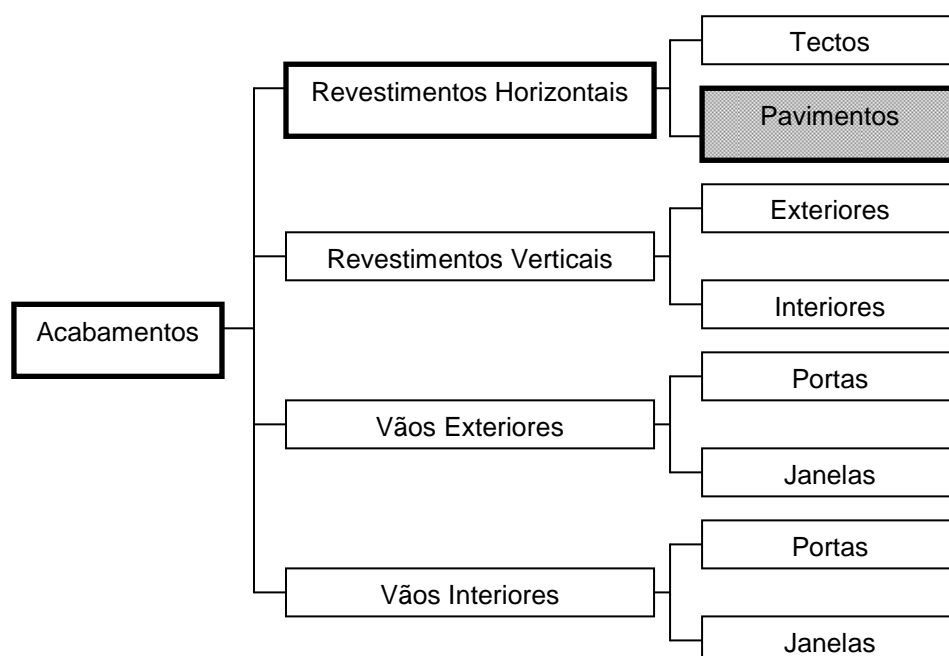 Acabamentos
Revestimentos Horizontais
Tectos
Pavimentos
Revestimentos Verticais
Exteriores
Interiores
Vãos Exteriores
Portas
Janelas
Vãos Interiores
Portas
Janelas